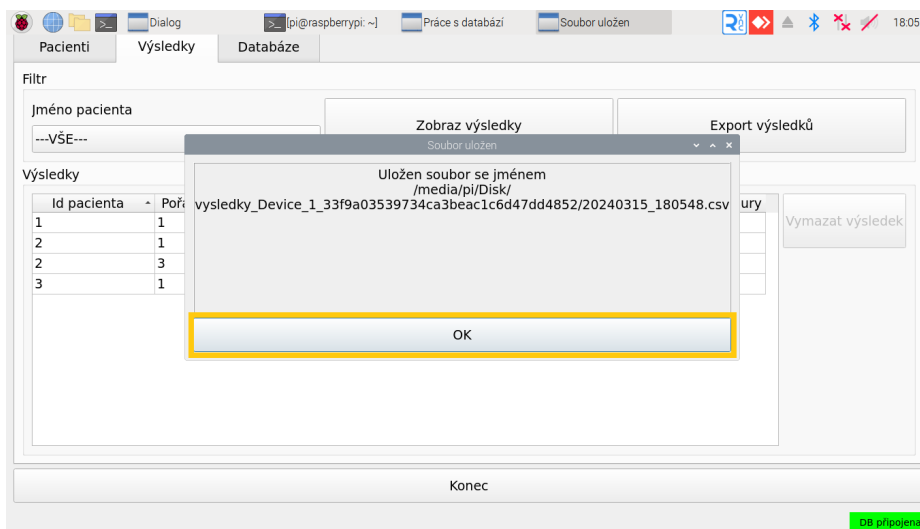 Dialog
[pi@raspberrypi: ~]
Práce s databází
Soubor uložen
18:05
Pacienti
Výsledky
Databáze
Filtr
Jméno pacienta
---VŠE---
Zobraz výsledky
Export výsledků
Soubor uložen
Uložen soubor se jménem
/media/pi/Disk/
vysledky_Device_1_33f9a03539734ca3beac1c6d47dd4852/20240315_180548.csv
OK
Výsledky
Id pacienta
1 1
2 1
2 3
3 1
Vymazat výsledek
Konec
DB připojena